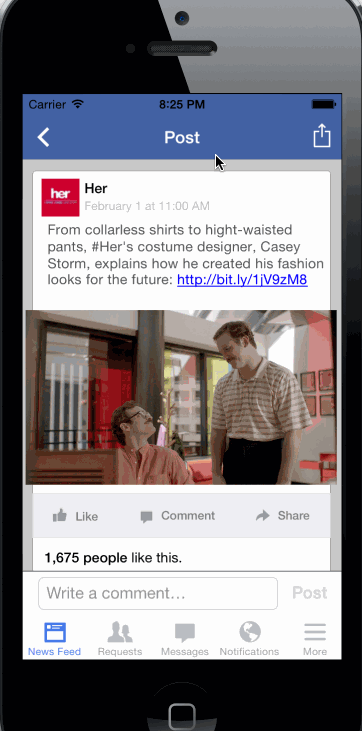 Carrier 8:25 PM
Post
her
Her
February 1 at 11:00 AM
From collarless shirts to hight-waisted
pants, #Her's costume designer, Casey
Storm, explains how he created his fashion
looks for the future: http://bit.ly/1jV9zM8
Like Comment Share
1,675 people like this.
Write a comment... Post
News Feed Requests Messages Notifications More